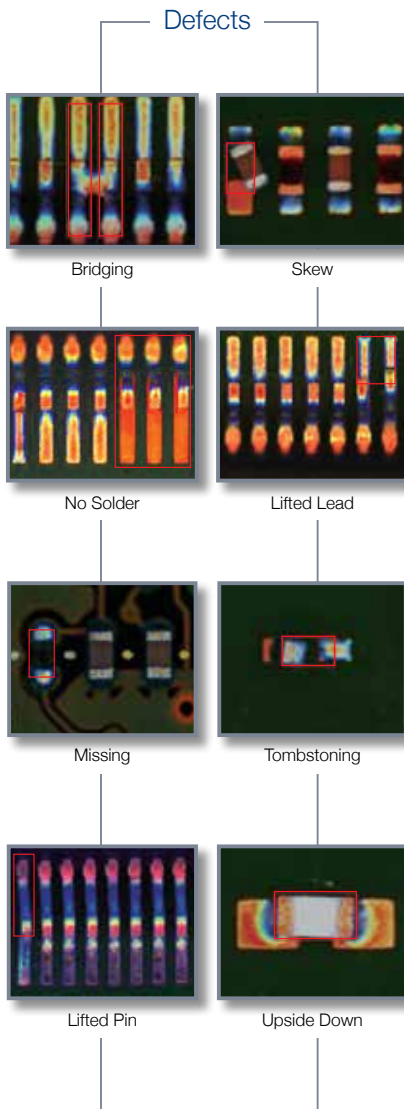 Defects
Bridging
Skew
No Solder
Lifted Lead
Missing
Tombstoning
Lifted Pin
Upside Down